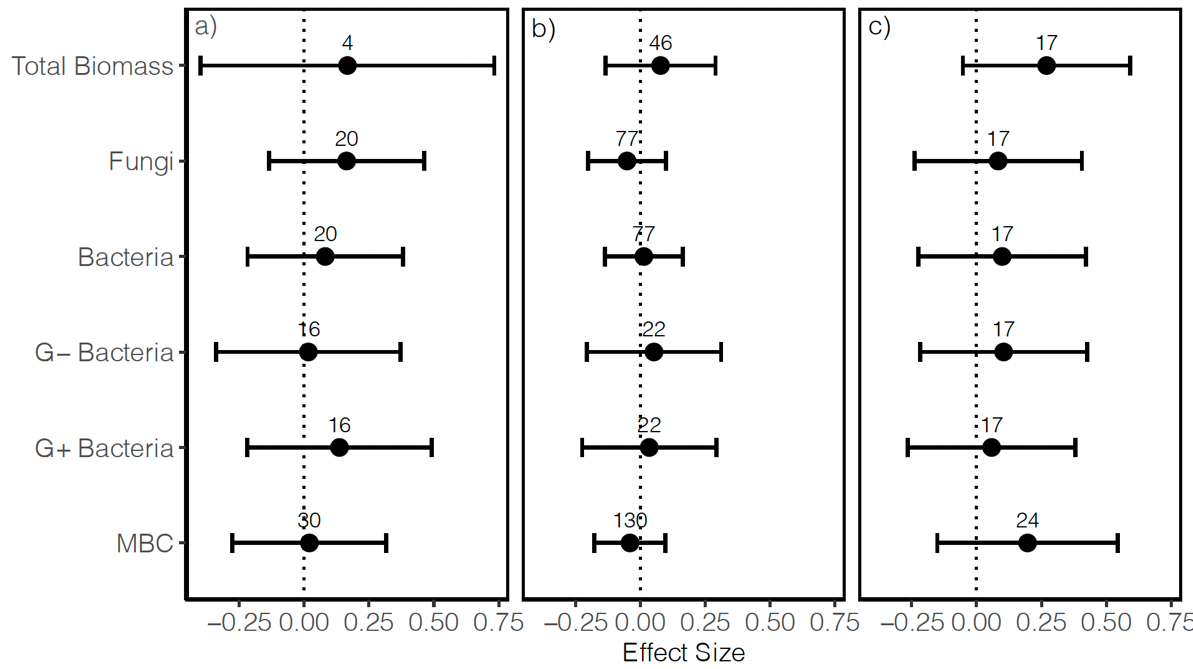 a) b) c)
Total Biomass 4 46 17
Fungi 20 77 17
Bacteria 20 77 17
G− Bacteria 16 22 17
G+ Bacteria 16 22 17
MBC 30 130 24
−0.25 0.00 0.25 0.50 0.75 −0.25 0.00 0.25 0.50 0.75 −0.25 0.00 0.25 0.50 0.75
Effect Size